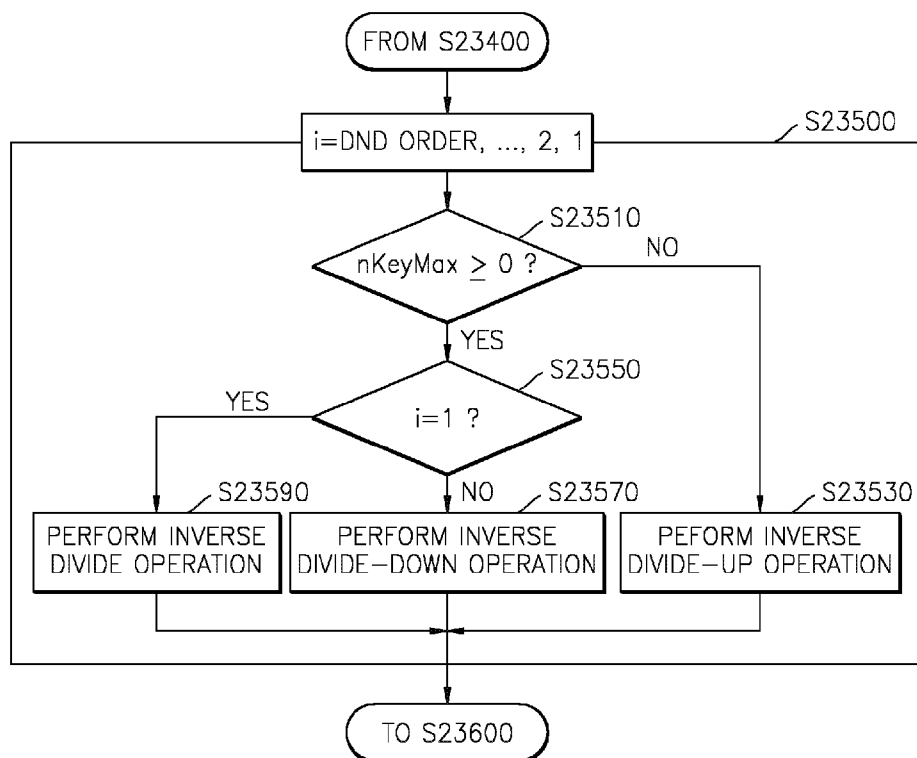 FROM S23400
S23500
i=DND ORDER, ..., 2, 1
S23510
nKeyMax ≥ 0 ?
NO
YES
S23550
i=1 ?
YES
NO
S23590
PERFORM INVERSE
DIVIDE OPERATION
S23570
PERFORM INVERSE
DIVIDE-DOWN OPERATION
S23530
PEFORM INVERSE
DIVIDE-UP OPERATION
TO S23600